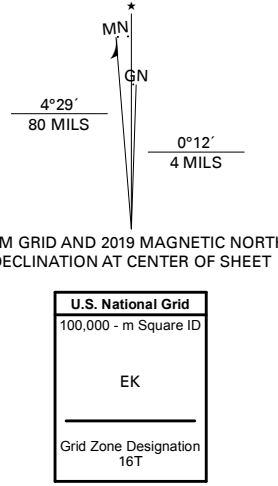 ★
MN
GN
4°29´
80 MILS
0°12´
4 MILS
M GRID AND 2019 MAGNETIC NORTH
DECLINATION AT CENTER OF SHEET
U.S. National Grid
100,000 - m Square ID
EK
Grid Zone Designation
16T